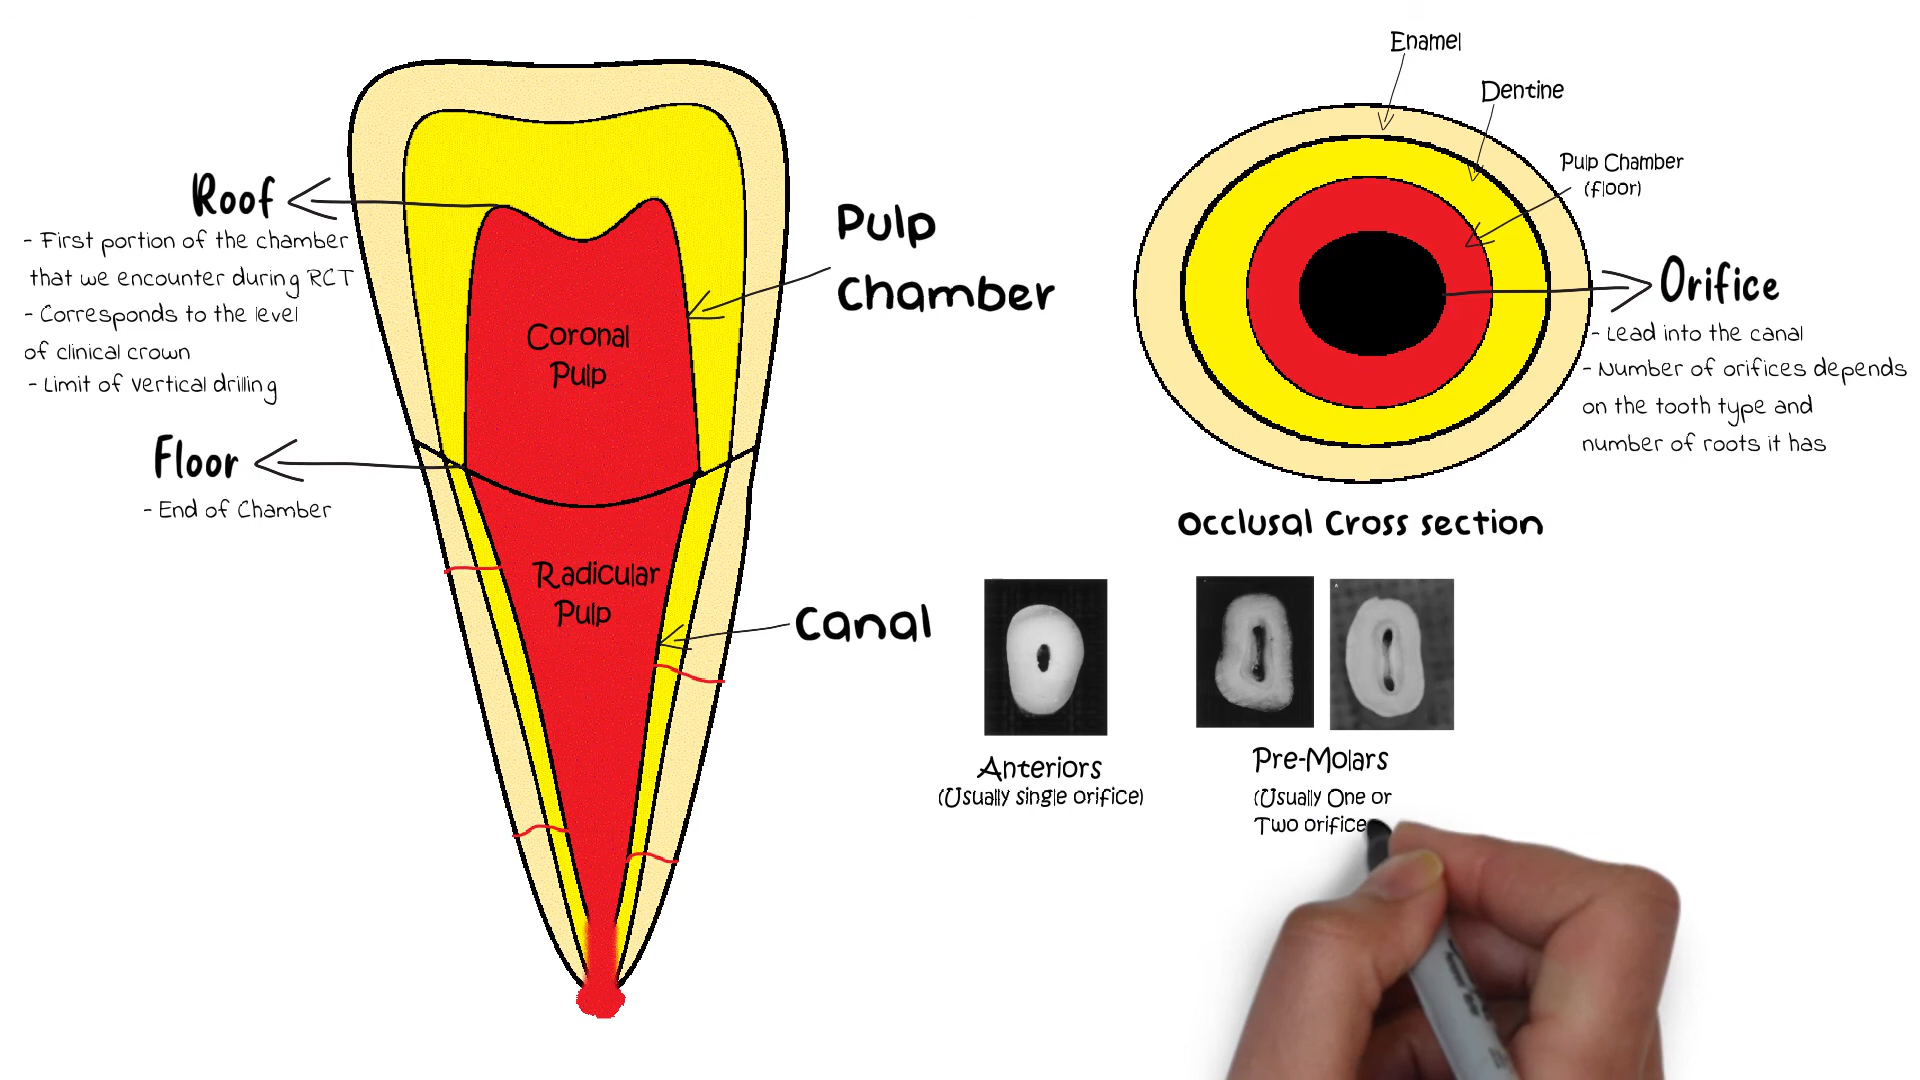 Roof
- First portion of the chamber
that we encounter during RCT
- Corresponds to the level
of clinical crown
- Limit of vertical drilling
Floor
- End of Chamber
Coronal
Pulp
Radicular
Pulp
Pulp
Chamber
Canal
Enamel
Dentine
Pulp Chamber
(floor)
Orifice
- Lead into the canal
- Number of orifices depends
on the tooth type and
number of roots it has
Occlusal Cross section
Anteriors
(Usually single orifice)
Pre-Molars
(Usually One or
Two orifice